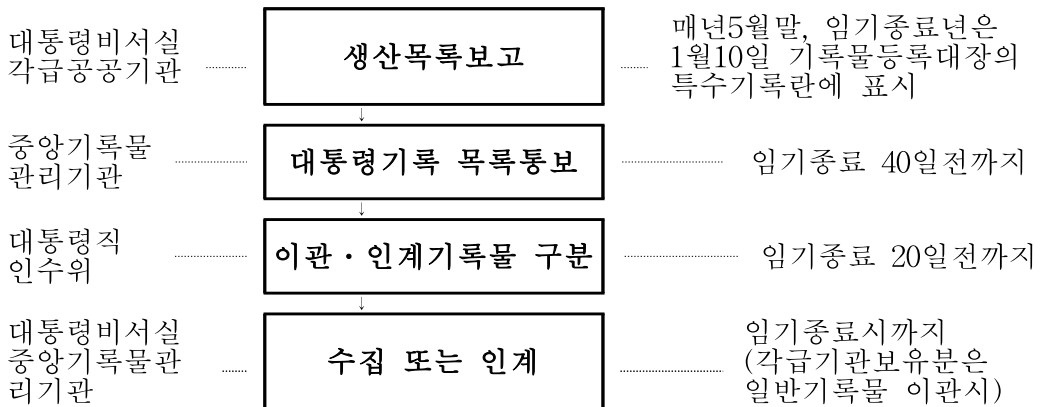 대통령비서실
각급공공기관
생산목록보고
매년5월말, 임기종료년은
1월10일 기록물등록대장의
특수기록란에 표시
↓
중앙기록물
관리기관
대통령기록 목록통보
임기종료 40일전까지
↓
대통령직
인수위
이관·인계기록물 구분
임기종료 20일전까지
↓
대통령비서실
중앙기록물관
리기관
수집 또는 인계
임기종료시까지
(각급기관보유분은
일반기록물 이관시)